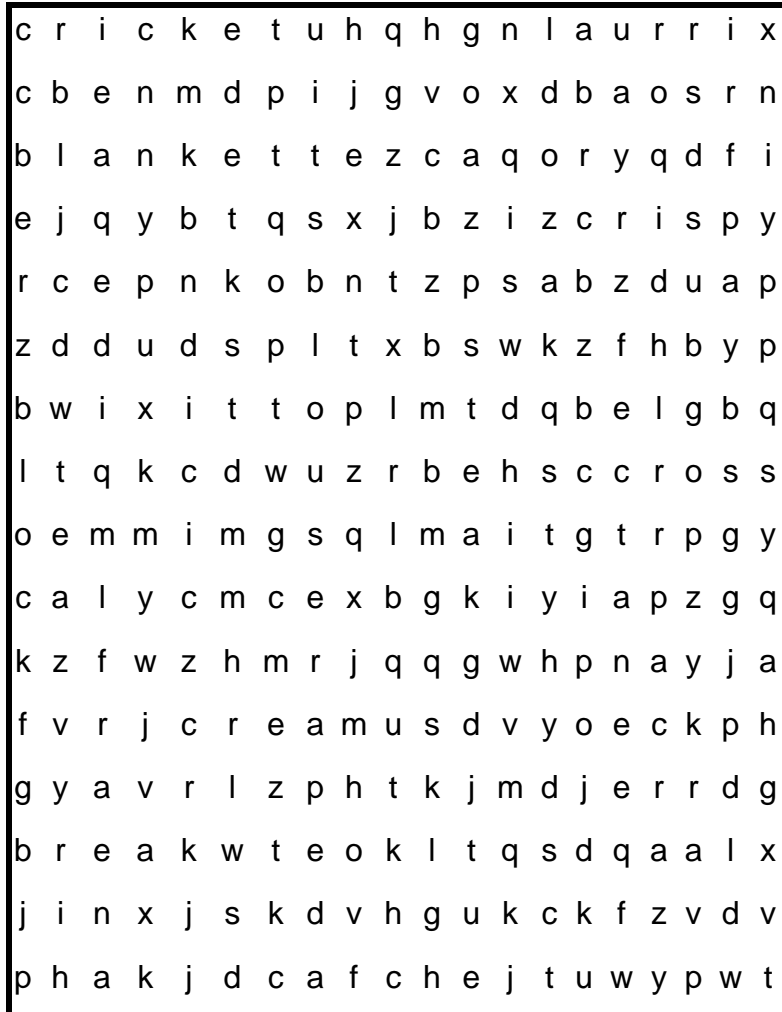 c r i c k e t u h q h g n l a u r r i x
c b e n m d p i j g v o x d b a o s r n
b l a n k e t t e z c a q o r y q d f i
e j q y b t q s x j b z i z c r i s p y
r c e p n k o b n t z p s a b z d u a p
z d d u d s p l t x b s w k z f h b y p
b w i x i t t o p l m t d q b e l g b q
l t q k c d w u z r b e h s c c r o s s
o e m m i m g s q l m a i t g t r p g y
c a l y c m c e x b g k i y i a p z g q
k z f w z h m r j q q g w h p n a y j a
f v r j c r e a m u s d v y o e c k p h
g y a v r l z p h t k j m d j e r r d g
b r e a k w t e o k l t q s d q a a l x
j i n x j s k d v h g u k c k f z v d v
p h a k j d c a f c h e j t u w y p w t